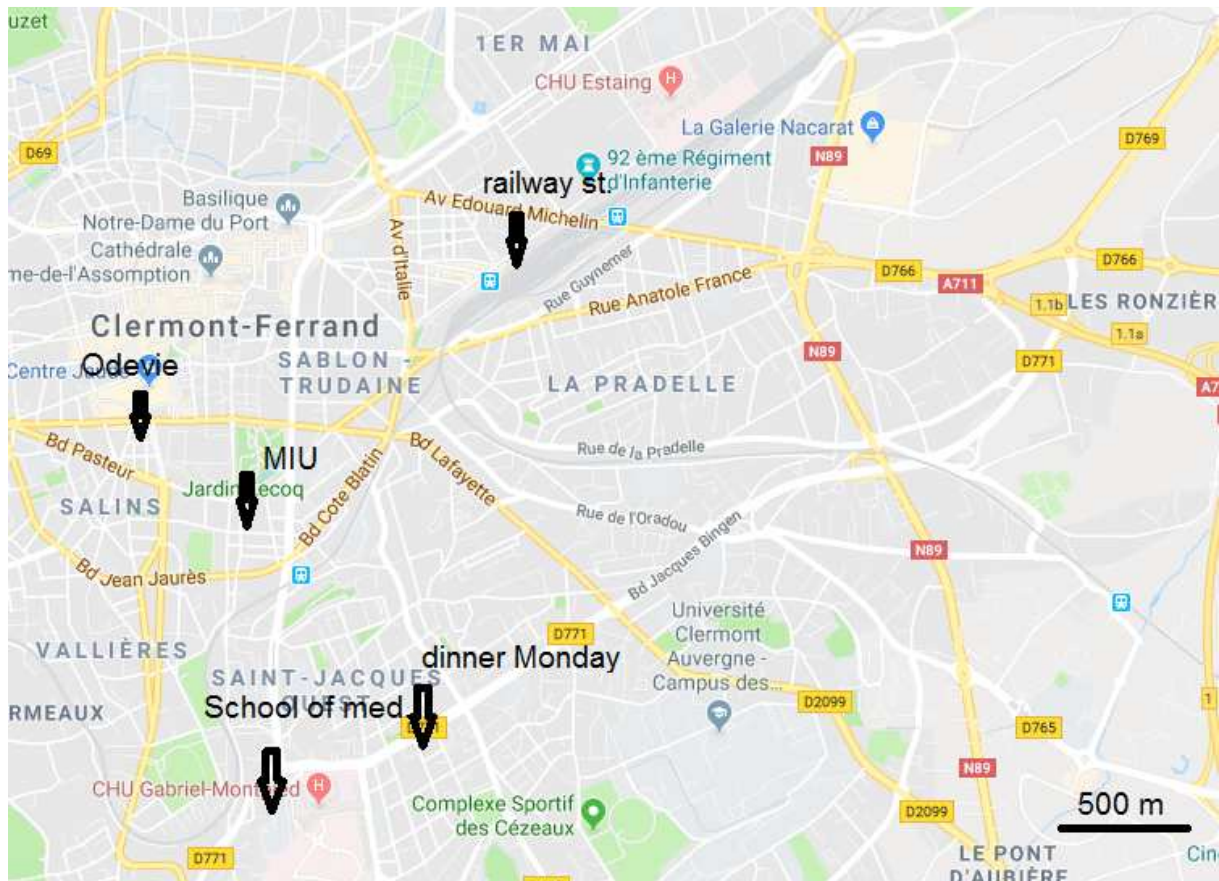 uzet
1ER MAI
CHU Estaing
La Galerie Nacarat
D769
N89
D69
92 ème Régiment
d'Infanterie
railway st.
Basilique
Notre-Dame du Port
Av Edouard Michelin
Cathédrale
me-de-l'Assomption
Av d'Italie
Rue Guynemer
Rue Anatole France
D766
D766
A711
1.1b
LES RONZIÈR
1.1a
Clermont-Ferrand
SABLON -
TRUDAINE
N89
D771
Centre
Odevie
LA PRADELLE
A7
Bd Pasteur
MIU
Jardin Lecoq
Bd Cote Blatin
Bd Lafayette
Rue de la Pradelle
SALINS
Rue de l'Oradou
Bd Jacques Bingen
N89
Bd Jean Jaurès
Université
Clermont
Auvergne -
Campus des...
D771
VALLIÈRES
dinner Monday
SAINT-JACQUES
OUEST
RMEAUX
School of med.
D771
D2099
D765
1
N89
CHU Gabriel-Montpied
Complexe Sportif
des Cézeaux
500 m
D2099
D771
LE PONT
D'AUBIÈRE
Cin